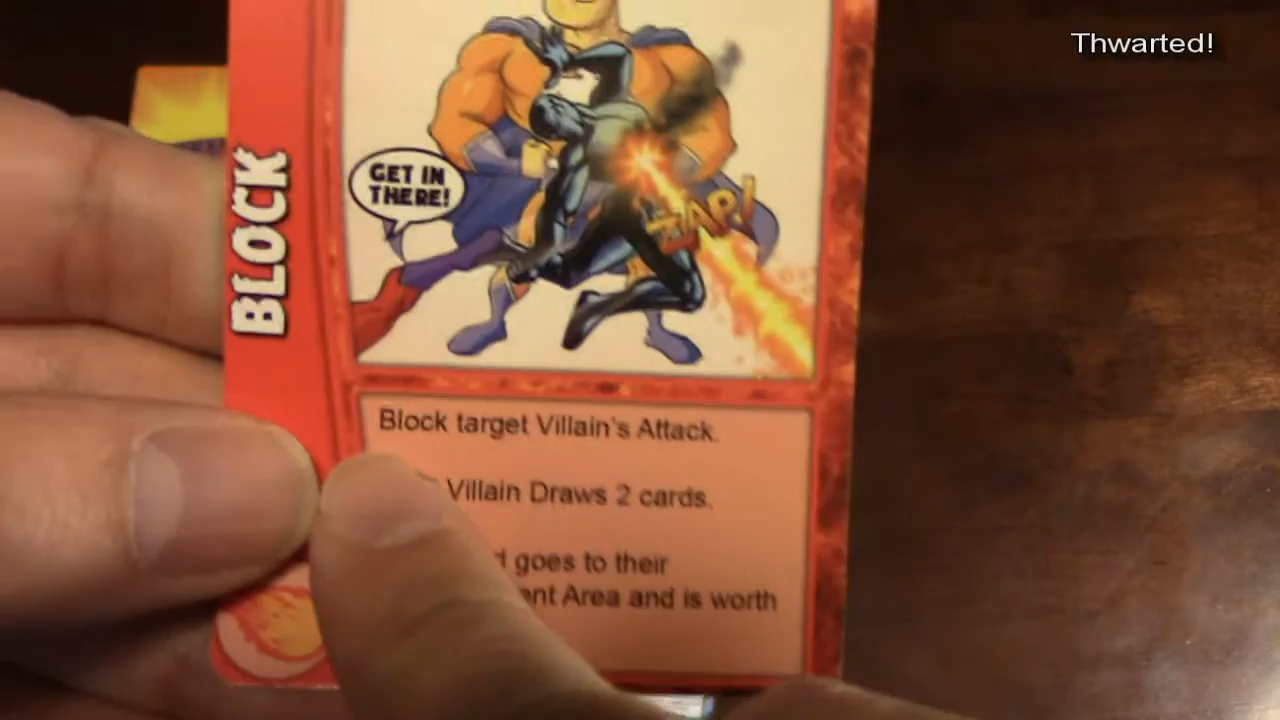 Thwarted!
BLOCK
GET IN
THERE!
ZAP!
Block target Villain's Attack.
Villain Draws 2 cards.
goes to their
Area and is worth